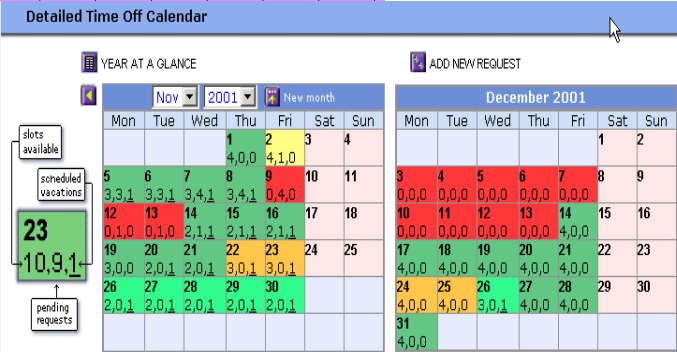 Detailed Time Off Calendar
YEAR AT A GLANCE
ADD NEW REQUEST
Nov 2001 New month
Mon Tue Wed Thu Fri Sat Sun
1 2 3 4
4,0,0 4,1,0
5 6 7 8 9 10 11
3,3,1 3,3,1 3,4,1 3,4,1 0,4,0
12 13 14 15 16 17 18
0,1,0 0,1,0 2,1,1 2,1,1 2,1,1
19 20 21 22 23 24 25
3,0,0 2,0,1 2,0,1 3,0,1 3,0,1
26 27 28 29 30
2,0,1 2,0,1 2,0,1 2,0,1 2,0,1
December 2001
Mon Tue Wed Thu Fri Sat Sun
1 2
3 4 5 6 7 8 9
0,0,0 0,0,0 0,0,0 0,0,0 0,0,0
10 11 12 13 14 15 16
0,0,0 0,0,0 0,0,0 0,0,0 4,0,0
17 18 19 20 21 22 23
4,0,0 4,0,0 4,0,0 4,0,0 4,0,0
24 25 26 27 28 29 30
4,0,0 4,0,0 3,0,1 4,0,0 4,0,0
31
4,0,0
slots
available
scheduled
vacations
23
10,9,1
pending
requests